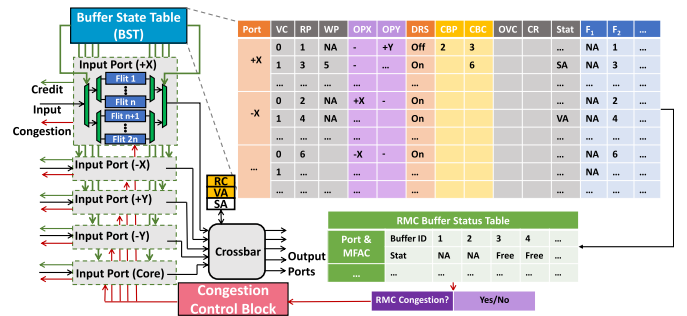 Buffer State Table
(BST)
Input Port (+X)
Flit 1
Flit n
Flit n+1
Flit 2n
Credit
Input
Congestion
Input Port (-X)
Input Port (+Y)
Input Port (-Y)
Input Port (Core)
RC
VA
SA
Crossbar
Output
Ports
Congestion
Control Block
Port VC RP WP OPX OPY DRS CBP CBC OVC CR Stat F1 F2 ...
+X 0 1 NA - +Y Off 2 3 ... NA 1 ...
1 3 5 - ... On 6 SA NA 3 ...
... ... ... ... ... ...
-X 0 2 NA +X - On ... NA 2 ...
1 4 NA On VA NA 4 ...
... ... ... ... ... ... ...
... 0 6 -X - On ... NA 6 ...
1 ... NA ... ...
... ... ... ... ... ... ... ... ...
RMC Buffer Status Table
Port &
MFAC
Buffer ID 1 2 3 4 ...
Stat NA NA Free Free ...
... ... ... ... ...
RMC Congestion? Yes/No